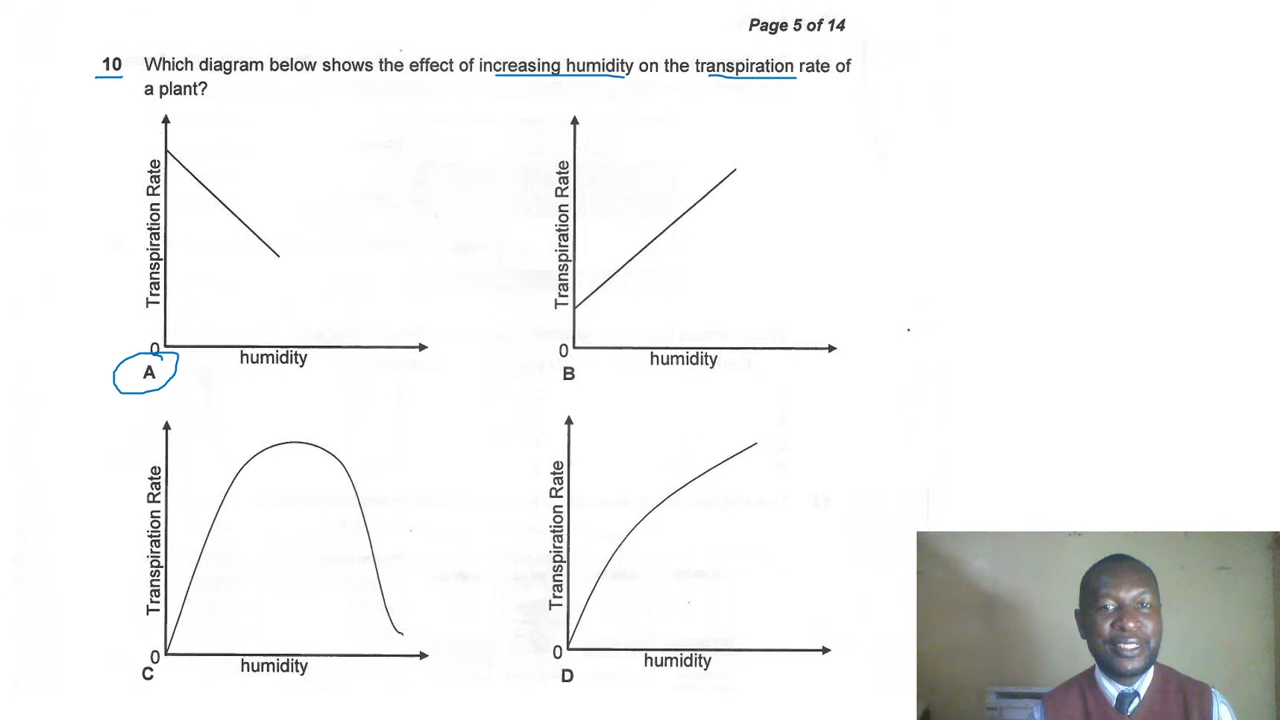 Page 5 of 14
10 Which diagram below shows the effect of increasing humidity on the transpiration rate of
a plant?
Transpiration Rate
0
humidity
A
Transpiration Rate
0
humidity
B
Transpiration Rate
0
humidity
C
Transpiration Rate
0
humidity
D